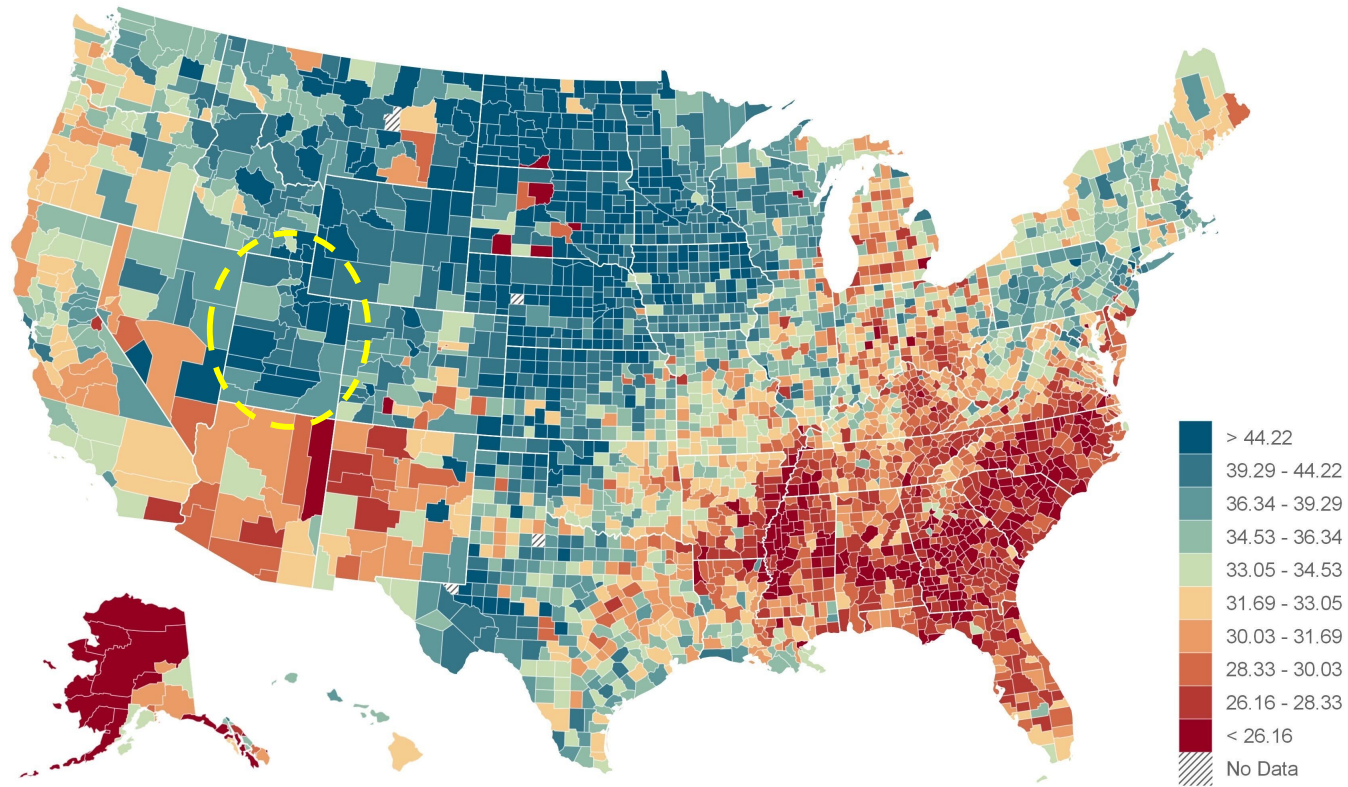 > 44.22
39.29 - 44.22
36.34 - 39.29
34.53 - 36.34
33.05 - 34.53
31.69 - 33.05
30.03 - 31.69
28.33 - 30.03
26.16 - 28.33
< 26.16
No Data